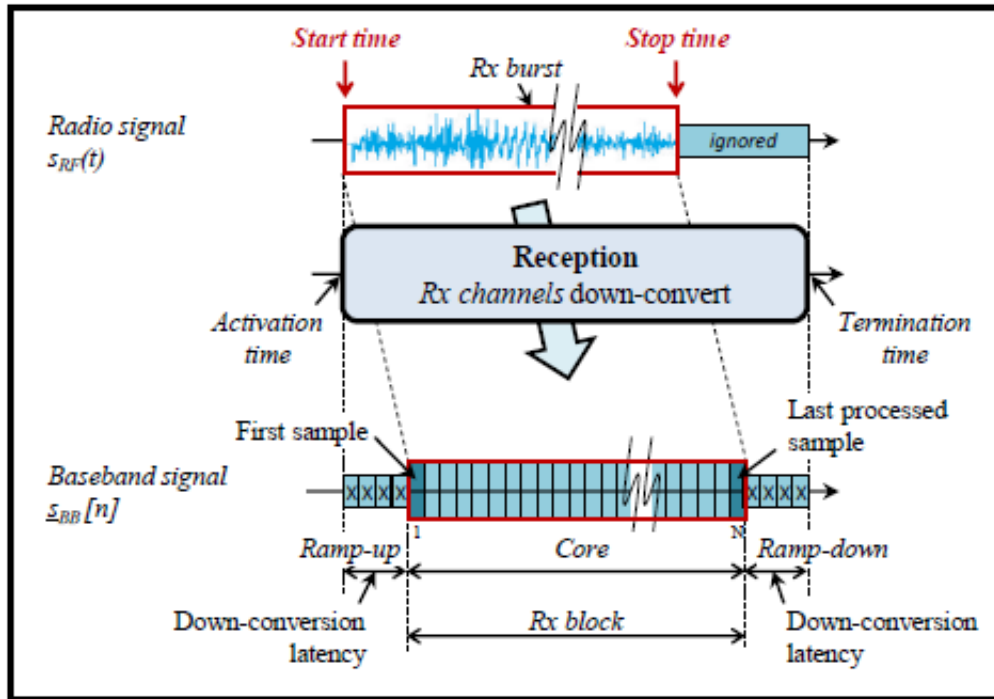 Start time
Stop time
Rx burst
Radio signal
s_RF(t)
ignored
Reception
Rx channels down-convert
Activation
time
Termination
time
First sample
Last processed
sample
Baseband signal
s_BB[n]
X X X X
X X X X
1
N
Ramp-up
Core
Ramp-down
Down-conversion
latency
Rx block
Down-conversion
latency